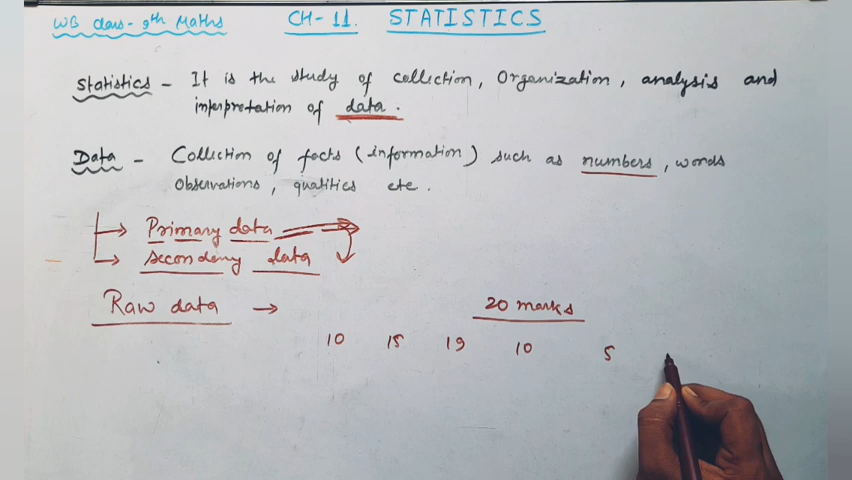 WB class-9th Maths CH-11. STATISTICS
Statistics - It is the study of collection, Organization, analysis and
interpretation of data.
Data - Collection of facts (information) such as numbers, words
observations, qualities etc.
→ Primary data
→ Secondary data
Raw data → 20 marks
10 15 19 10 5